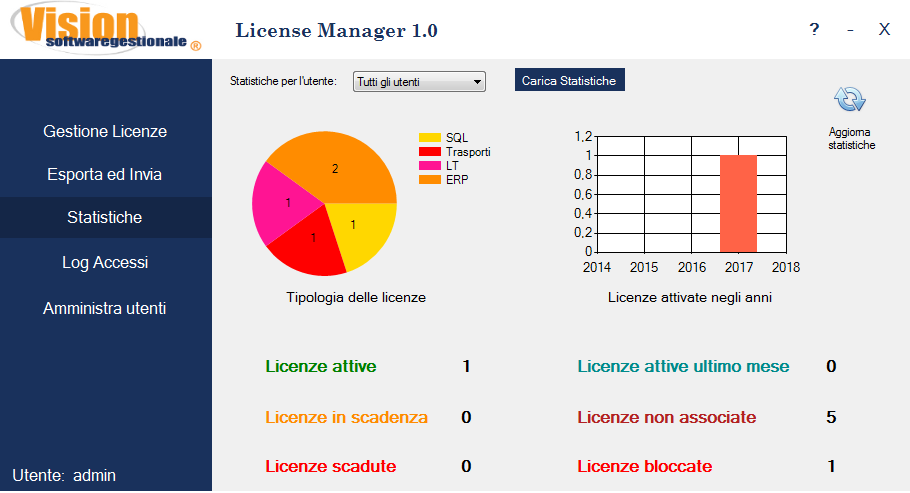 Vision
softwaregestionale ®
License Manager 1.0
? - X
Gestione Licenze
Esporta ed Invia
Statistiche
Log Accessi
Amministra utenti
Utente: admin
Statistiche per l'utente: Tutti gli utenti Carica Statistiche
Aggiorna
statistiche
2
1
1
1
SQL
Trasporti
LT
ERP
Tipologia delle licenze
1,2
1
0,8
0,6
0,4
0,2
0
2014 2015 2016 2017 2018
Licenze attivate negli anni
Licenze attive 1
Licenze attive ultimo mese 0
Licenze in scadenza 0
Licenze non associate 5
Licenze scadute 0
Licenze bloccate 1